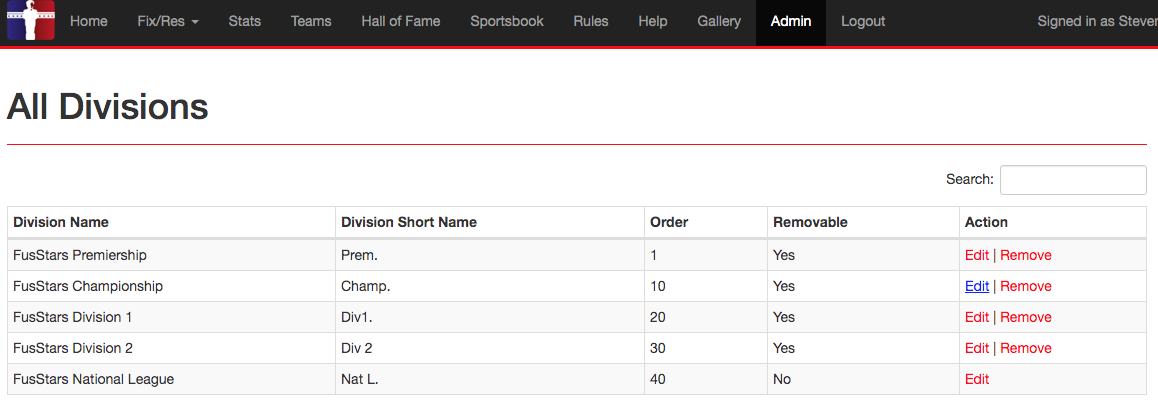 Home Fix/Res Stats Teams Hall of Fame Sportsbook Rules Help Gallery Admin Logout Signed in as Steven
All Divisions
Search:
Division Name Division Short Name Order Removable Action
FusStars Premiership Prem. 1 Yes Edit | Remove
FusStars Championship Champ. 10 Yes Edit | Remove
FusStars Division 1 Div1. 20 Yes Edit | Remove
FusStars Division 2 Div 2 30 Yes Edit | Remove
FusStars National League Nat L. 40 No Edit